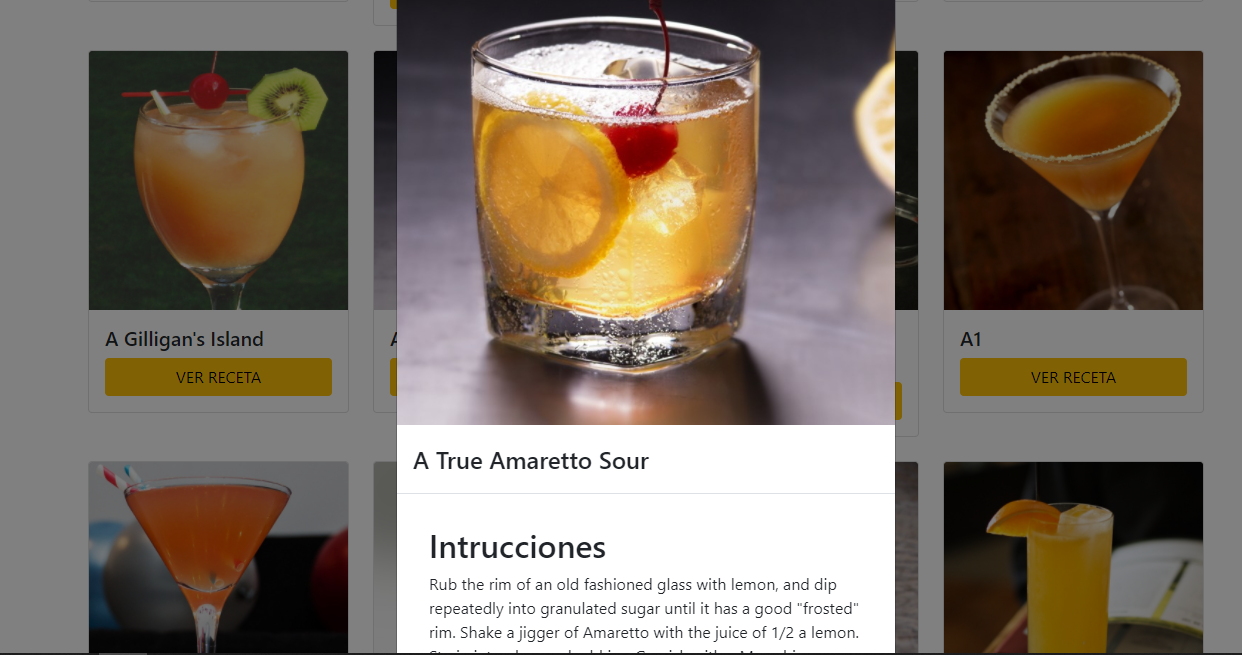 A Gilligan's Island
VER RECETA
A1
VER RECETA
A True Amaretto Sour
Intrucciones
Rub the rim of an old fashioned glass with lemon, and dip
repeatedly into granulated sugar until it has a good "frosted"
rim. Shake a jigger of Amaretto with the juice of 1/2 a lemon.